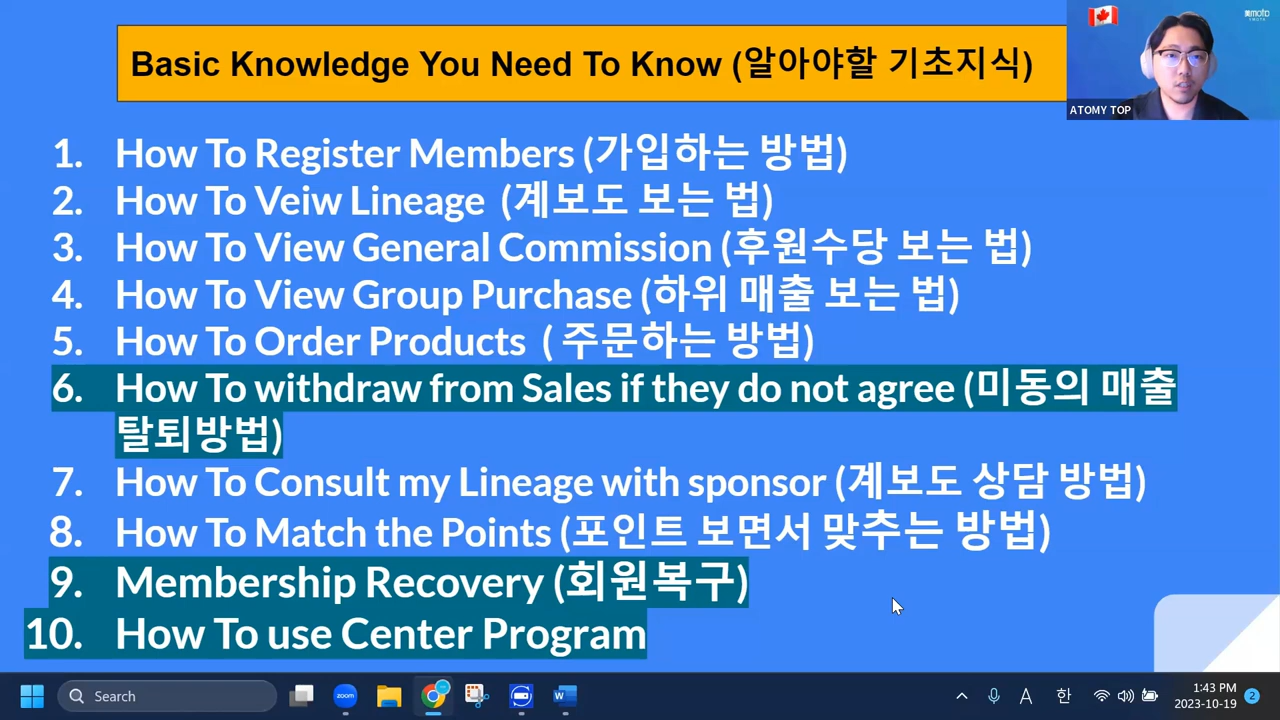 Basic Knowledge You Need To Know (알아야할 기초지식)
ATOMY TOP
1. How To Register Members (가입하는 방법)
2. How To Veiw Lineage (계보도 보는 법)
3. How To View General Commission (후원수당 보는 법)
4. How To View Group Purchase (하위 매출 보는 법)
5. How To Order Products ( 주문하는 방법)
6. How To withdraw from Sales if they do not agree (미동의 매출
탈퇴방법)
7. How To Consult my Lineage with sponsor (계보도 상담 방법)
8. How To Match the Points (포인트 보면서 맞추는 방법)
9. Membership Recovery (회원복구)
10. How To use Center Program
Search
zoom
W
A
한
1:43 PM
2023-10-19
2